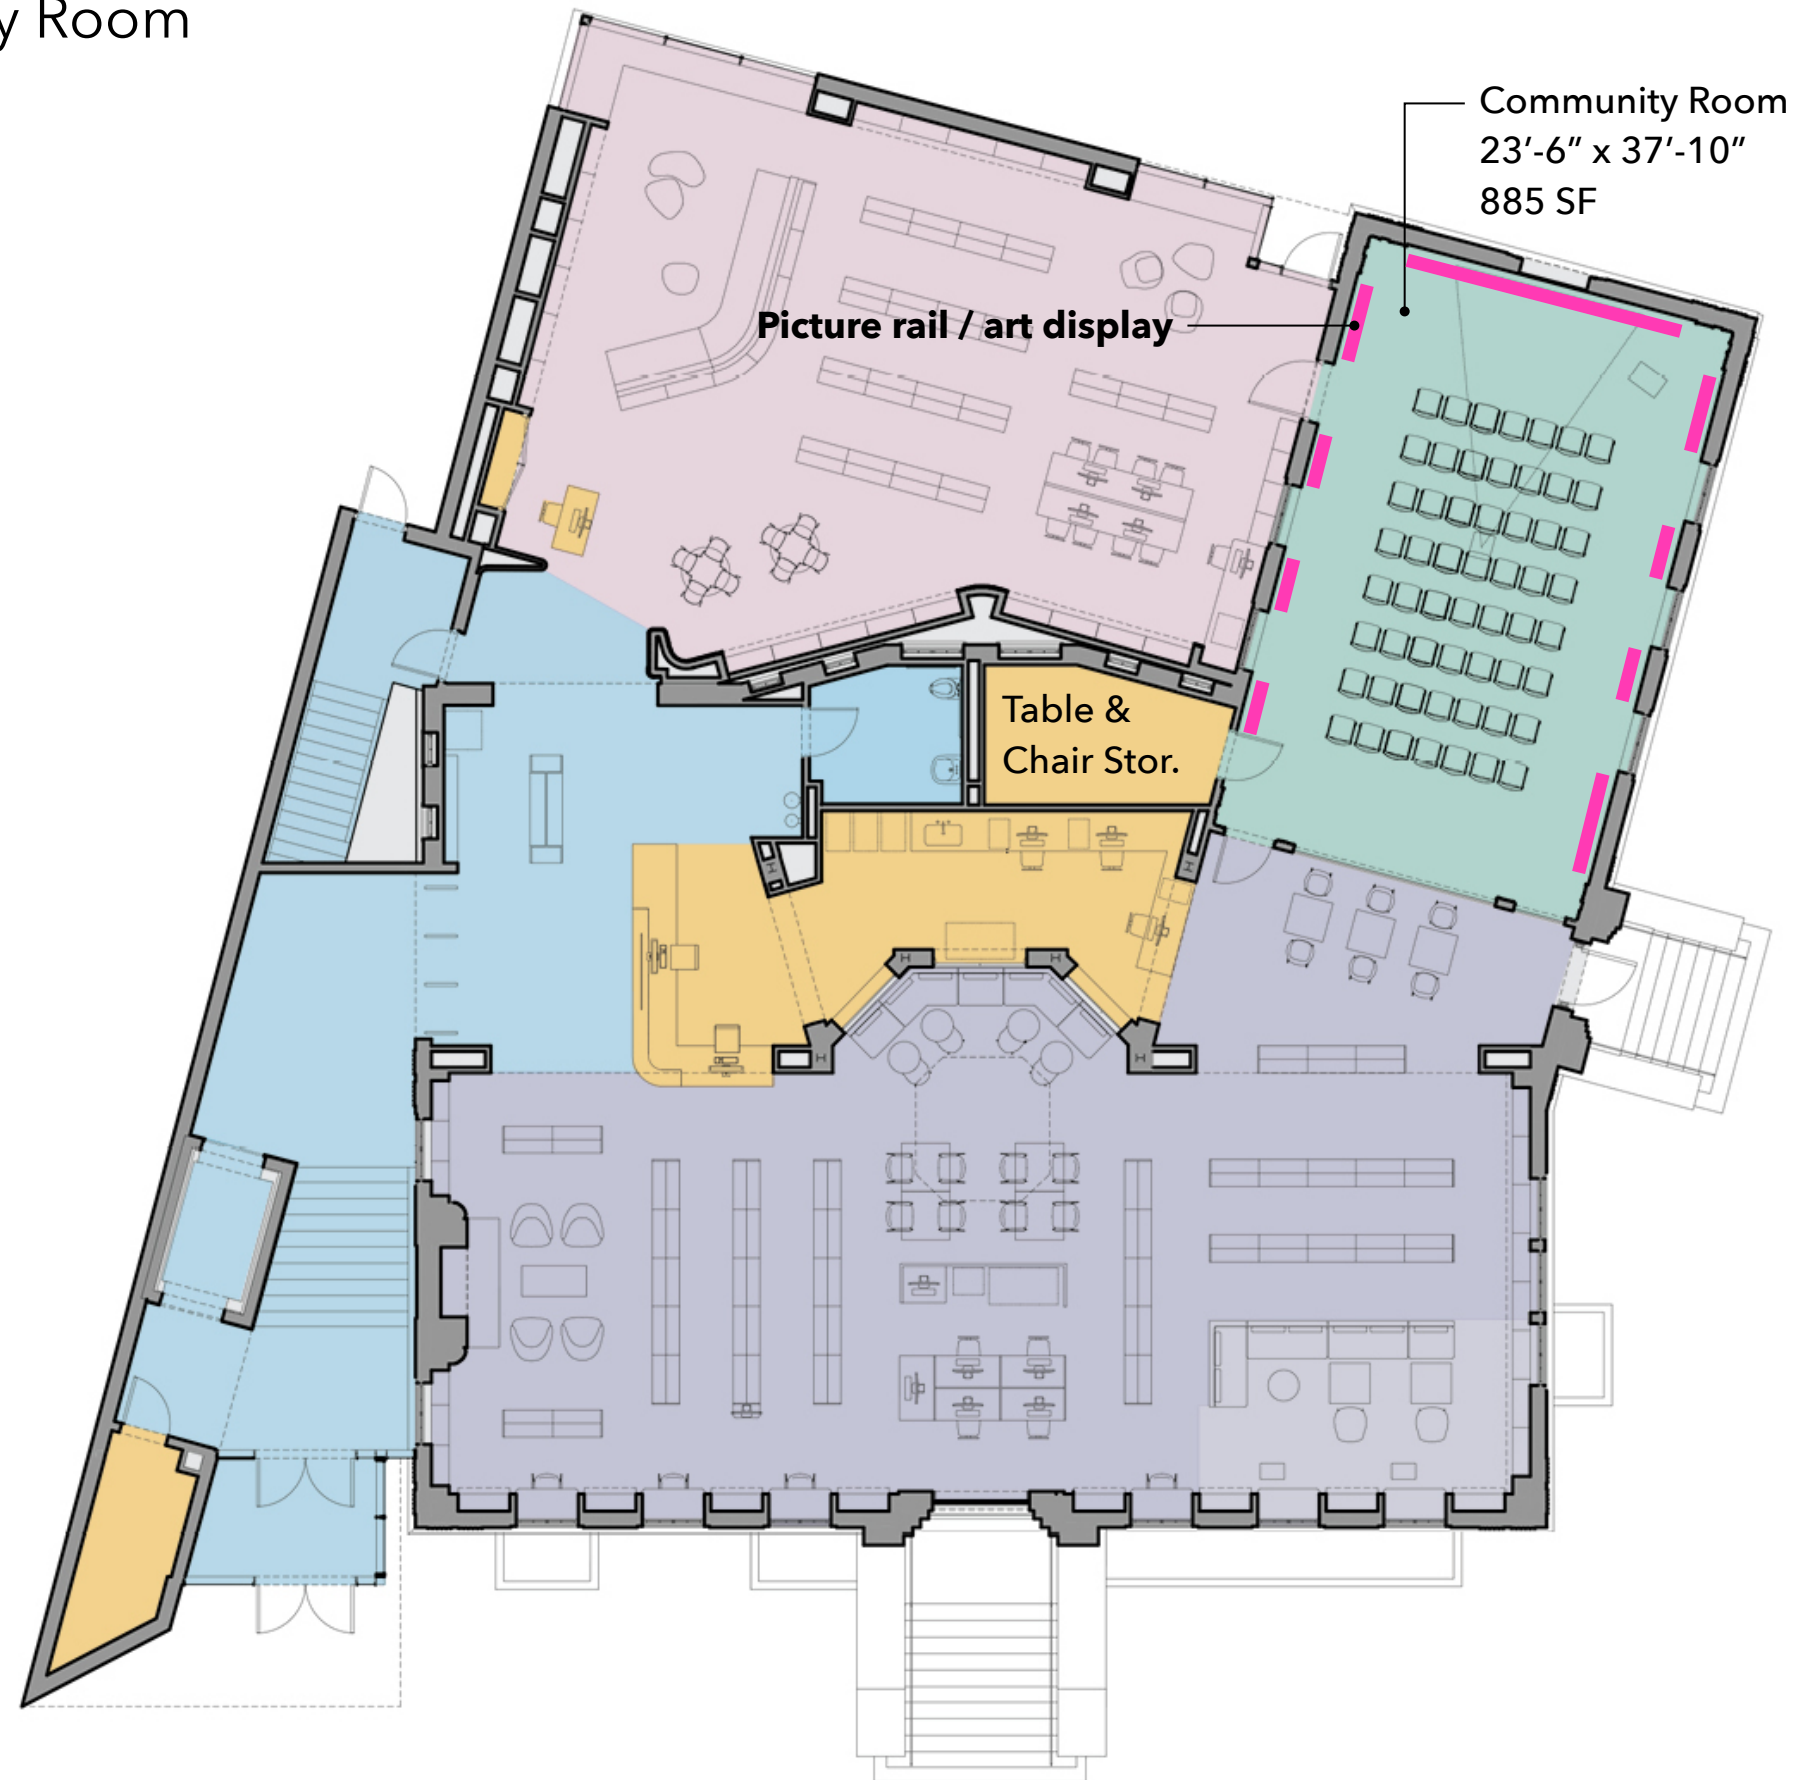 y Room
Community Room
23’-6” x 37’-10”
885 SF
Picture rail / art display
Table &
Chair Stor.
H
H
H
H
H
H